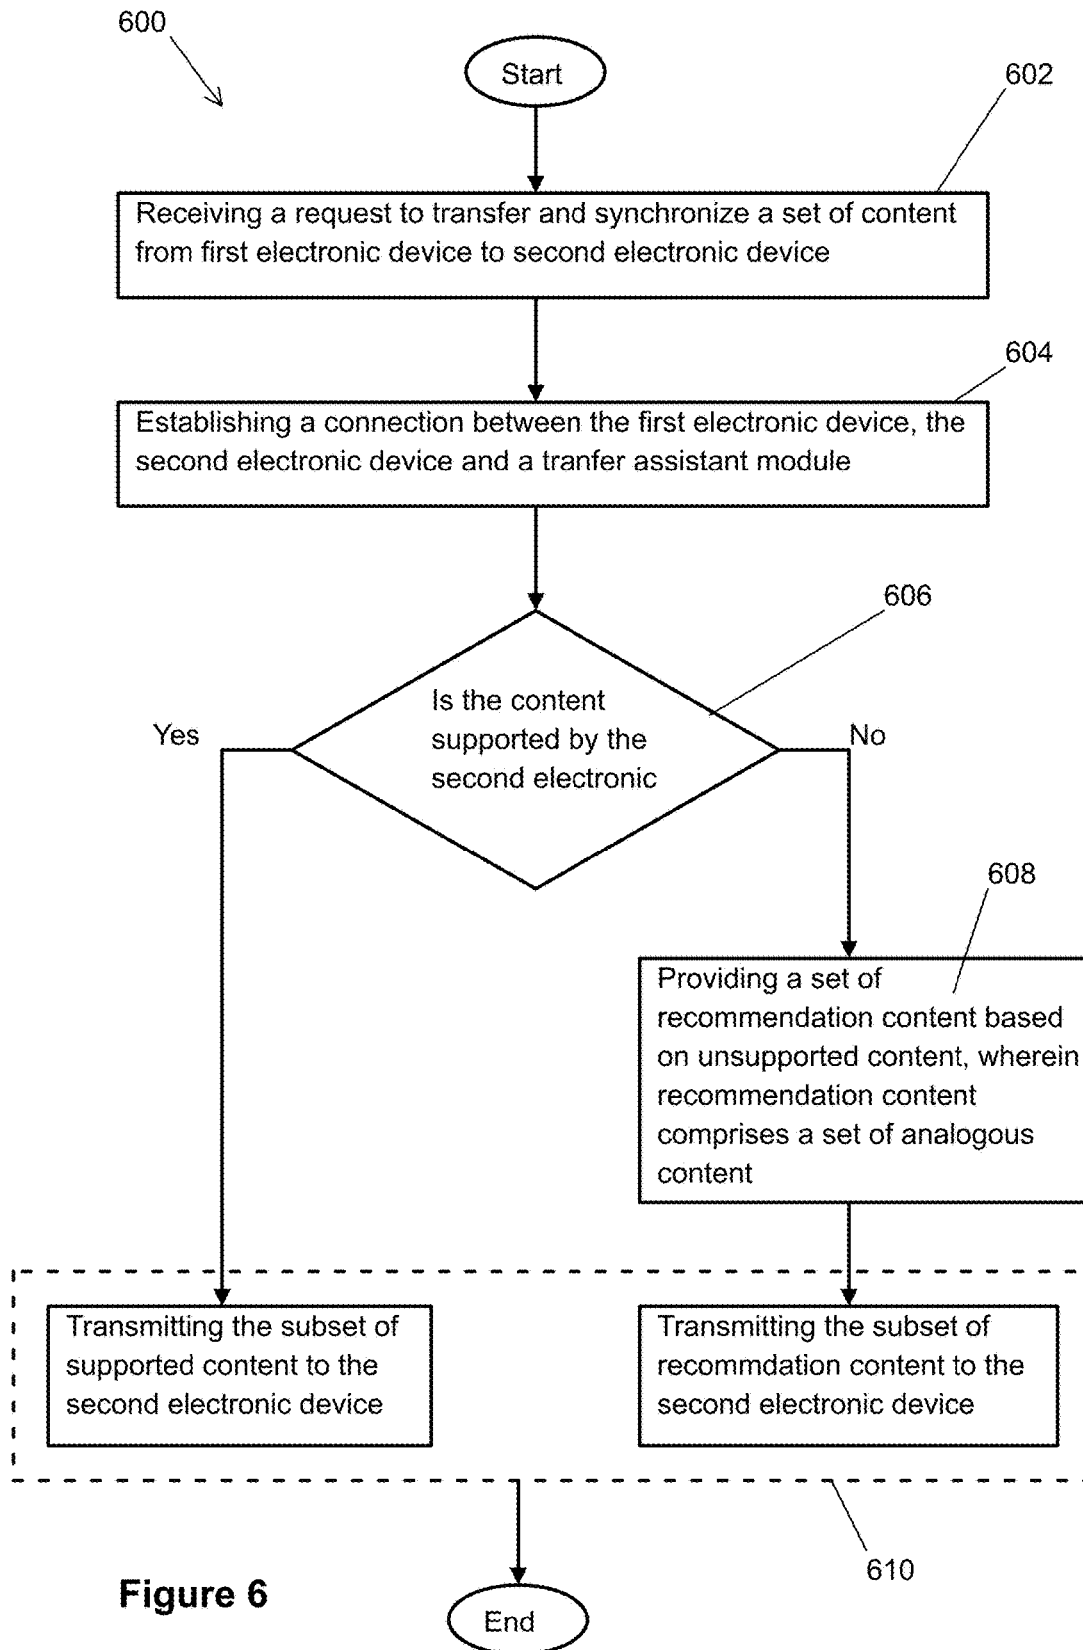 600
Start
602
Receiving a request to transfer and synchronize a set of content
from first electronic device to second electronic device
604
Establishing a connection between the first electronic device, the
second electronic device and a tranfer assistant module
606
Is the content
supported by the
second electronic
Yes
No
608
Providing a set of
recommendation content based
on unsupported content, wherein
recommendation content
comprises a set of analogous
content
Transmitting the subset of
supported content to the
second electronic device
Transmitting the subset of
recommdation content to the
second electronic device
610
Figure 6
End